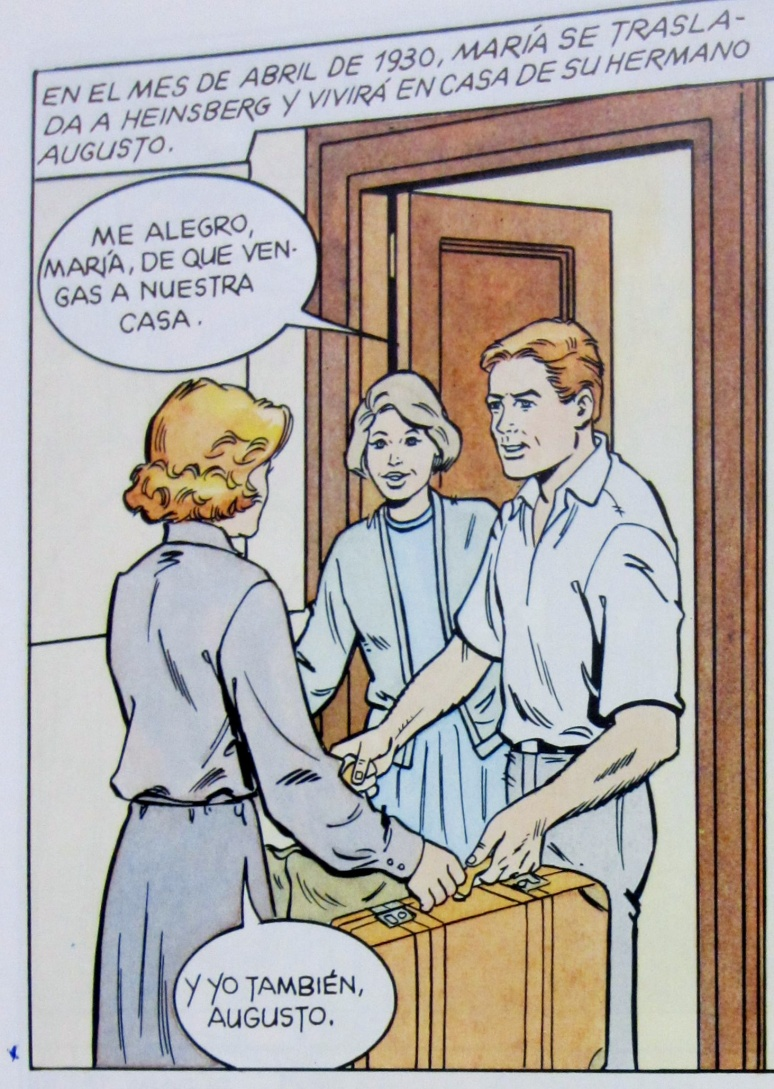 EN EL MES DE ABRIL DE 1930, MARÍA SE TRASLA-
DA A HEINSBERG Y VIVIRÁ EN CASA DE SU HERMANO
AUGUSTO.
ME ALEGRO,
MARÍA, DE QUE VEN-
GAS A NUESTRA
CASA.
Y YO TAMBIÉN,
AUGUSTO.